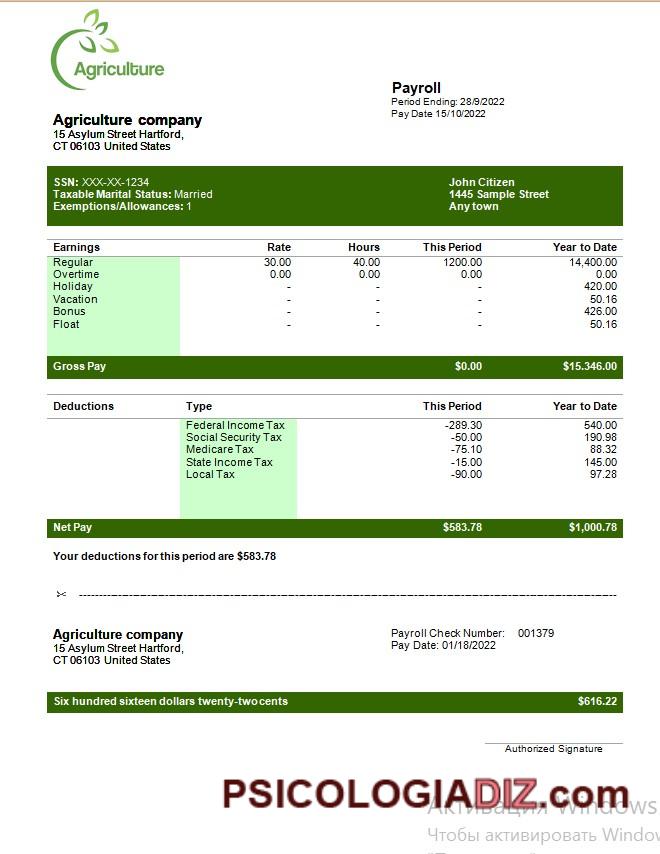 Agriculture
Payroll
Period Ending: 28/9/2022
Pay Date 15/10/2022
Agriculture company
15 Asylum Street Hartford,
CT 06103 United States
SSN: XXX-XX-1234
Taxable Marital Status: Married
Exemptions/Allowances: 1
John Citizen
1445 Sample Street
Any town
Earnings Rate Hours This Period Year to Date
Regular 30.00 40.00 1200.00 14,400.00
Overtime 0.00 0.00 0.00 0.00
Holiday - - - 420.00
Vacation - - - 50.16
Bonus - - - 426.00
Float - - - 50.16
Gross Pay $0.00 $15.346.00
Deductions Type This Period Year to Date
Federal Income Tax -289.30 540.00
Social Security Tax -50.00 190.98
Medicare Tax -75.10 88.32
State Income Tax -15.00 145.00
Local Tax -90.00 97.28
Net Pay $583.78 $1,000.78
Your deductions for this period are $583.78
Agriculture company
15 Asylum Street Hartford,
CT 06103 United States
Payroll Check Number: 001379
Pay Date: 01/18/2022
Six hundred sixteen dollars twenty-two cents $616.22
Authorized Signature
PSICOLOGIADIZ.com
Активация Windows
Чтобы активировать Window